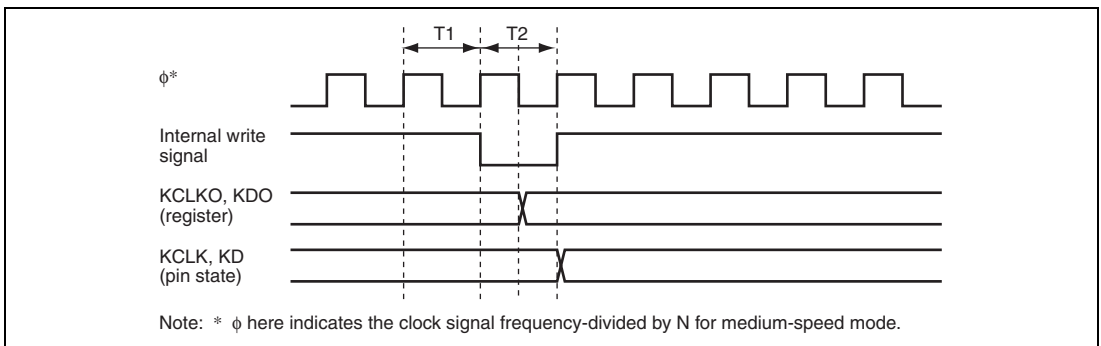 T1 T2
ϕ*
Internal write
signal
KCLKO, KDO
(register)
KCLK, KD
(pin state)
Note: * ϕ here indicates the clock signal frequency-divided by N for medium-speed mode.